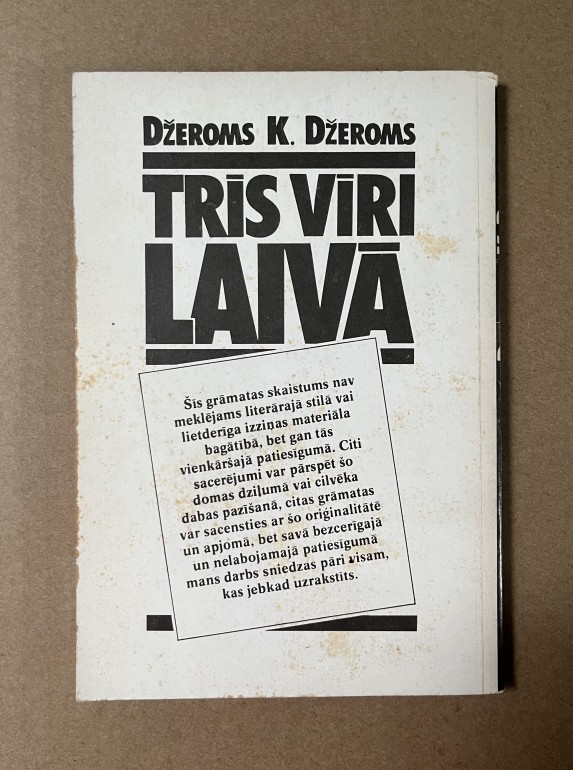 DŽEROMS K. DŽEROMS
TRĪS VĪRI
LAIVĀ
Šīs grāmatas skaistums nav
meklējams literārajā stilā vai
lietderīga izziņas materiāla
bagātībā, bet gan tās
vienkāršajā patiesīgumā. Citi
sacerējumi var pārspēt šo
domas dziļumā vai cilvēka
dabas pazīšanā, citas grāmatas
var sacensties ar šo oriģinalitātē
un apjomā, bet savā bezcerīgajā
un nelabojamajā patiesīgumā
mans darbs sniedzas pāri visam,
kas jebkad uzrakstīts.